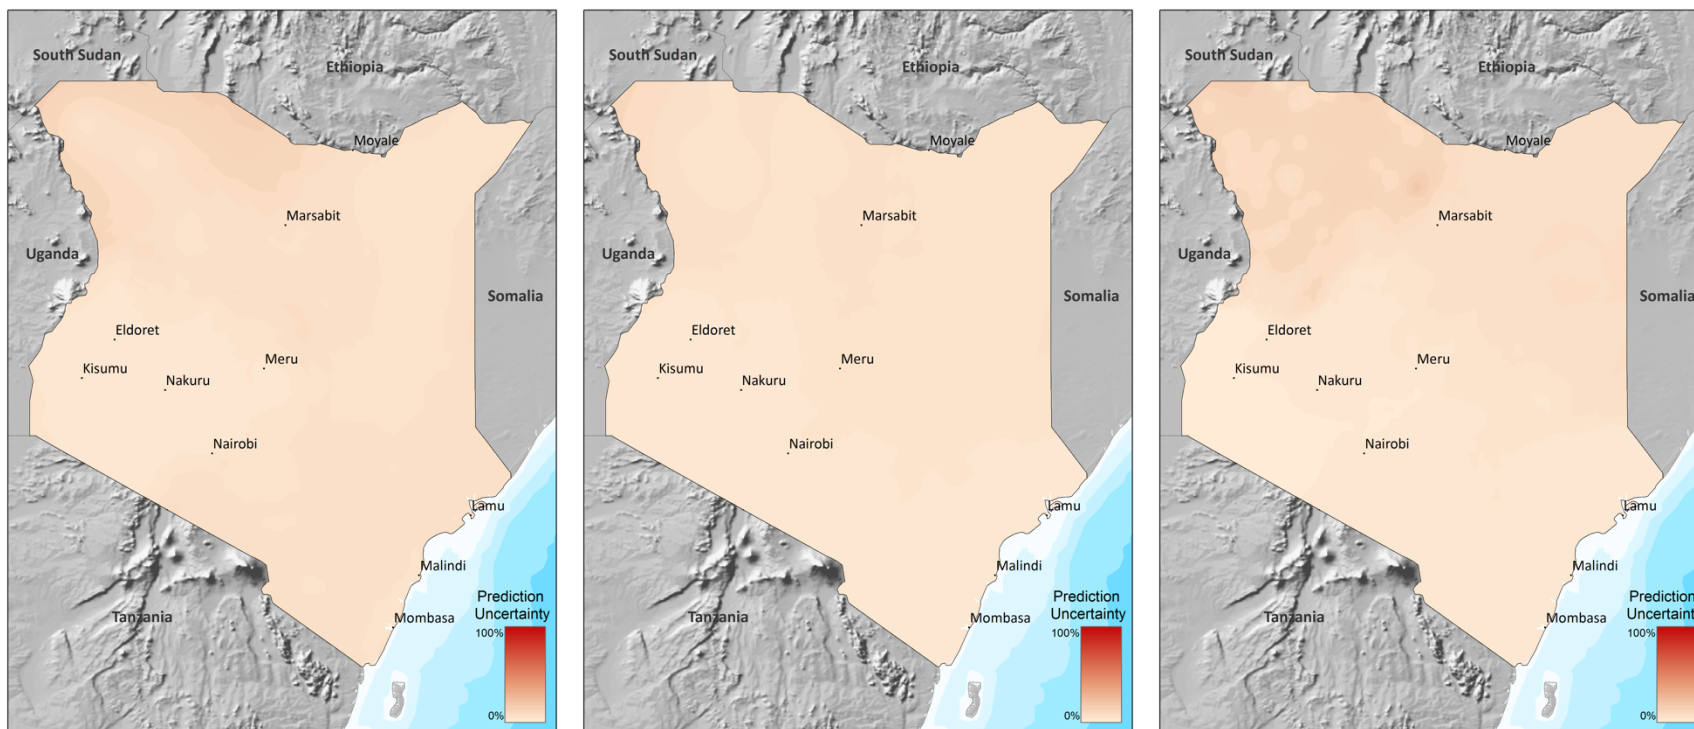 South Sudan
Ethiopia
Moyale
Marsabit
Uganda
Somalia
Eldoret
Meru
Kisumu
Nakuru
Nairobi
Lamu
Malindi
Prediction
Uncertainty
Tanzania
Mombasa
100%
0%
South Sudan
Ethiopia
Moyale
Marsabit
Uganda
Somalia
Eldoret
Meru
Kisumu
Nakuru
Nairobi
Lamu
Malindi
Prediction
Uncertainty
Tanzania
Mombasa
100%
0%
South Sudan
Ethiopia
Moyale
Marsabit
Uganda
Somalia
Eldoret
Meru
Kisumu
Nakuru
Nairobi
Lamu
Malindi
Prediction
Uncertainty
Tanzania
Mombasa
100%
0%